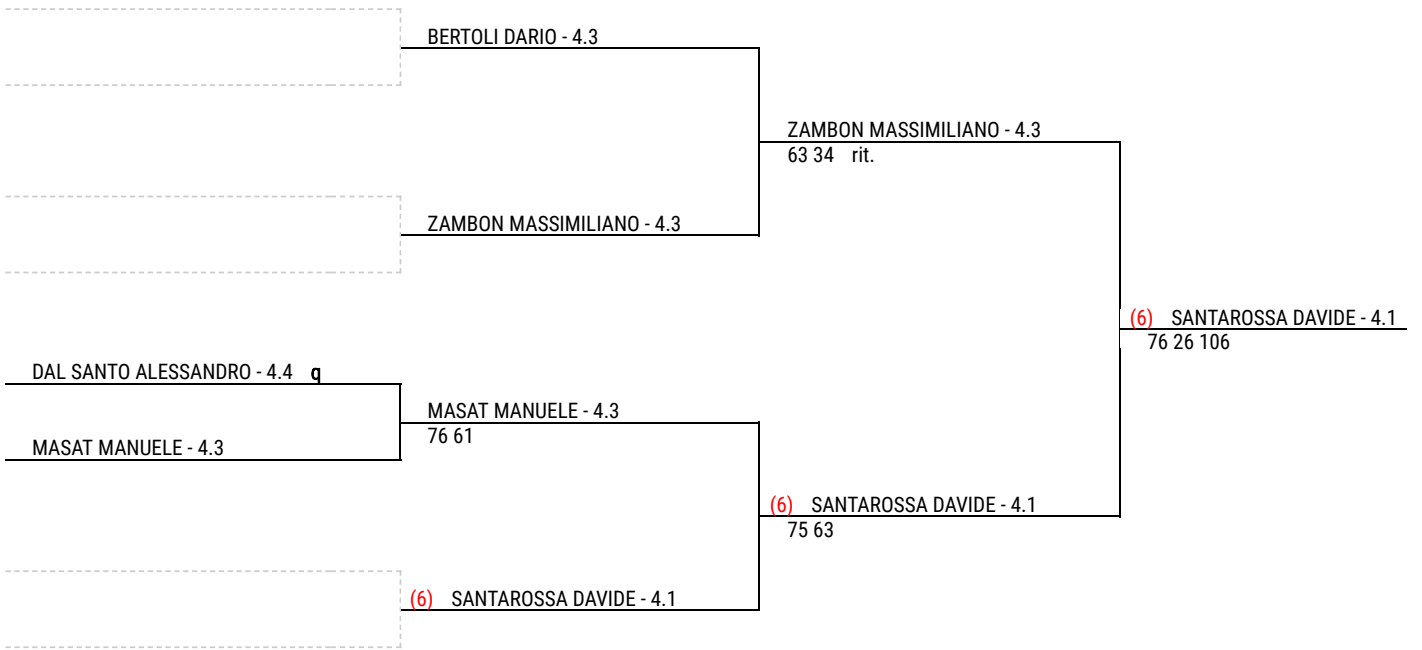 BERTOLI DARIO - 4.3
ZAMBON MASSIMILIANO - 4.3
63 34 rit.
ZAMBON MASSIMILIANO - 4.3
(6) SANTAROSSA DAVIDE - 4.1
76 26 106
DAL SANTO ALESSANDRO - 4.4 q
MASAT MANUELE - 4.3
76 61
MASAT MANUELE - 4.3
(6) SANTAROSSA DAVIDE - 4.1
75 63
(6) SANTAROSSA DAVIDE - 4.1